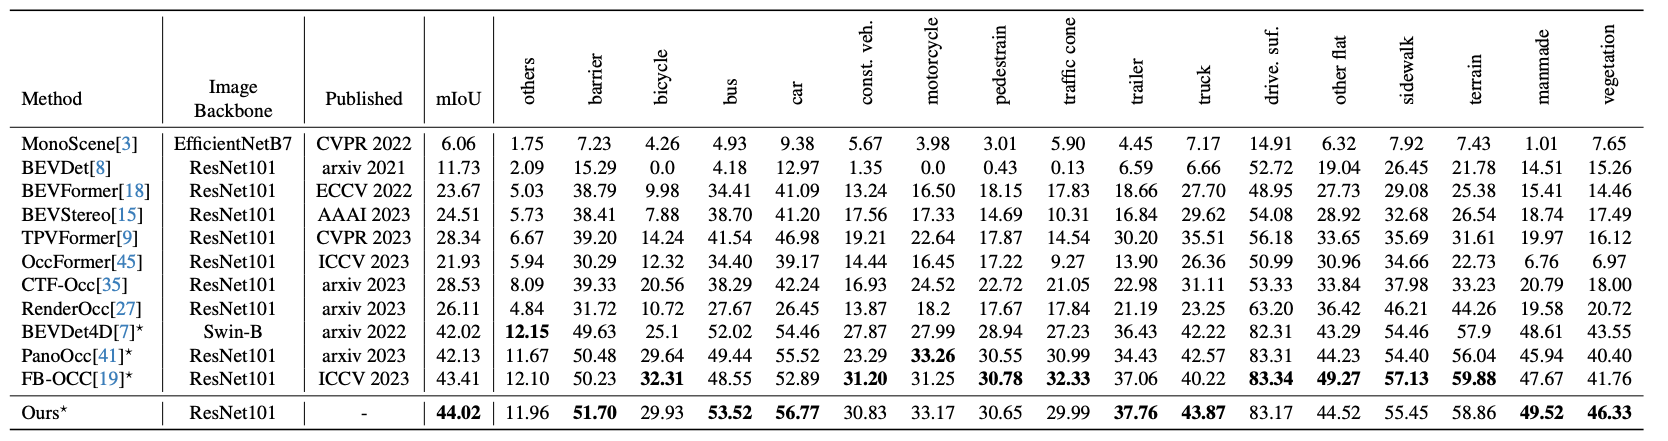 Method Image Backbone Published mIoU others barrier bicycle bus car const. veh. motorcycle pedestrain traffic cone trailer truck drive. suf. other flat sidewalk terrain manmade vegetation
MonoScene[3] EfficientNetB7 CVPR 2022 6.06 1.75 7.23 4.26 4.93 9.38 5.67 3.98 3.01 5.90 4.45 7.17 14.91 6.32 7.92 7.43 1.01 7.65
BEVDet[8] ResNet101 arxiv 2021 11.73 2.09 15.29 0.0 4.18 12.97 1.35 0.0 0.43 0.13 6.59 6.66 52.72 19.04 26.45 21.78 14.51 15.26
BEVFormer[18] ResNet101 ECCV 2022 23.67 5.03 38.79 9.98 34.41 41.09 13.24 16.50 18.15 17.83 18.66 27.70 48.95 27.73 29.08 25.38 15.41 14.46
BEVStereo[15] ResNet101 AAAI 2023 24.51 5.73 38.41 7.88 38.70 41.20 17.56 17.33 14.69 10.31 16.84 29.62 54.08 28.92 32.68 26.54 18.74 17.49
TPVFormer[9] ResNet101 CVPR 2023 28.34 6.67 39.20 14.24 41.54 46.98 19.21 22.64 17.87 14.54 30.20 35.51 56.18 33.65 35.69 31.61 19.97 16.12
OccFormer[45] ResNet101 ICCV 2023 21.93 5.94 30.29 12.32 34.40 39.17 14.44 16.45 17.22 9.27 13.90 26.36 50.99 30.96 34.66 22.73 6.76 6.97
CTF-Occ[35] ResNet101 arxiv 2023 28.53 8.09 39.33 20.56 38.29 42.24 16.93 24.52 22.72 21.05 22.98 31.11 53.33 33.84 37.98 33.23 20.79 18.00
RenderOcc[27] ResNet101 arxiv 2023 26.11 4.84 31.72 10.72 27.67 26.45 13.87 18.2 17.67 17.84 21.19 23.25 63.20 36.42 46.21 44.26 19.58 20.72
BEVDet4D[7]⋆ Swin-B arxiv 2022 42.02 12.15 49.63 25.1 52.02 54.46 27.87 27.99 28.94 27.23 36.43 42.22 82.31 43.29 54.46 57.9 48.61 43.55
PanoOcc[41]⋆ ResNet101 arxiv 2023 42.13 11.67 50.48 29.64 49.44 55.52 23.29 33.26 30.55 30.99 34.43 42.57 83.31 44.23 54.40 56.04 45.94 40.40
FB-OCC[19]⋆ ResNet101 ICCV 2023 43.41 12.10 50.23 32.31 48.55 52.89 31.20 31.25 30.78 32.33 37.06 40.22 83.34 49.27 57.13 59.88 47.67 41.76
Ours⋆ ResNet101 - 44.02 11.96 51.70 29.93 53.52 56.77 30.83 33.17 30.65 29.99 37.76 43.87 83.17 44.52 55.45 58.86 49.52 46.33